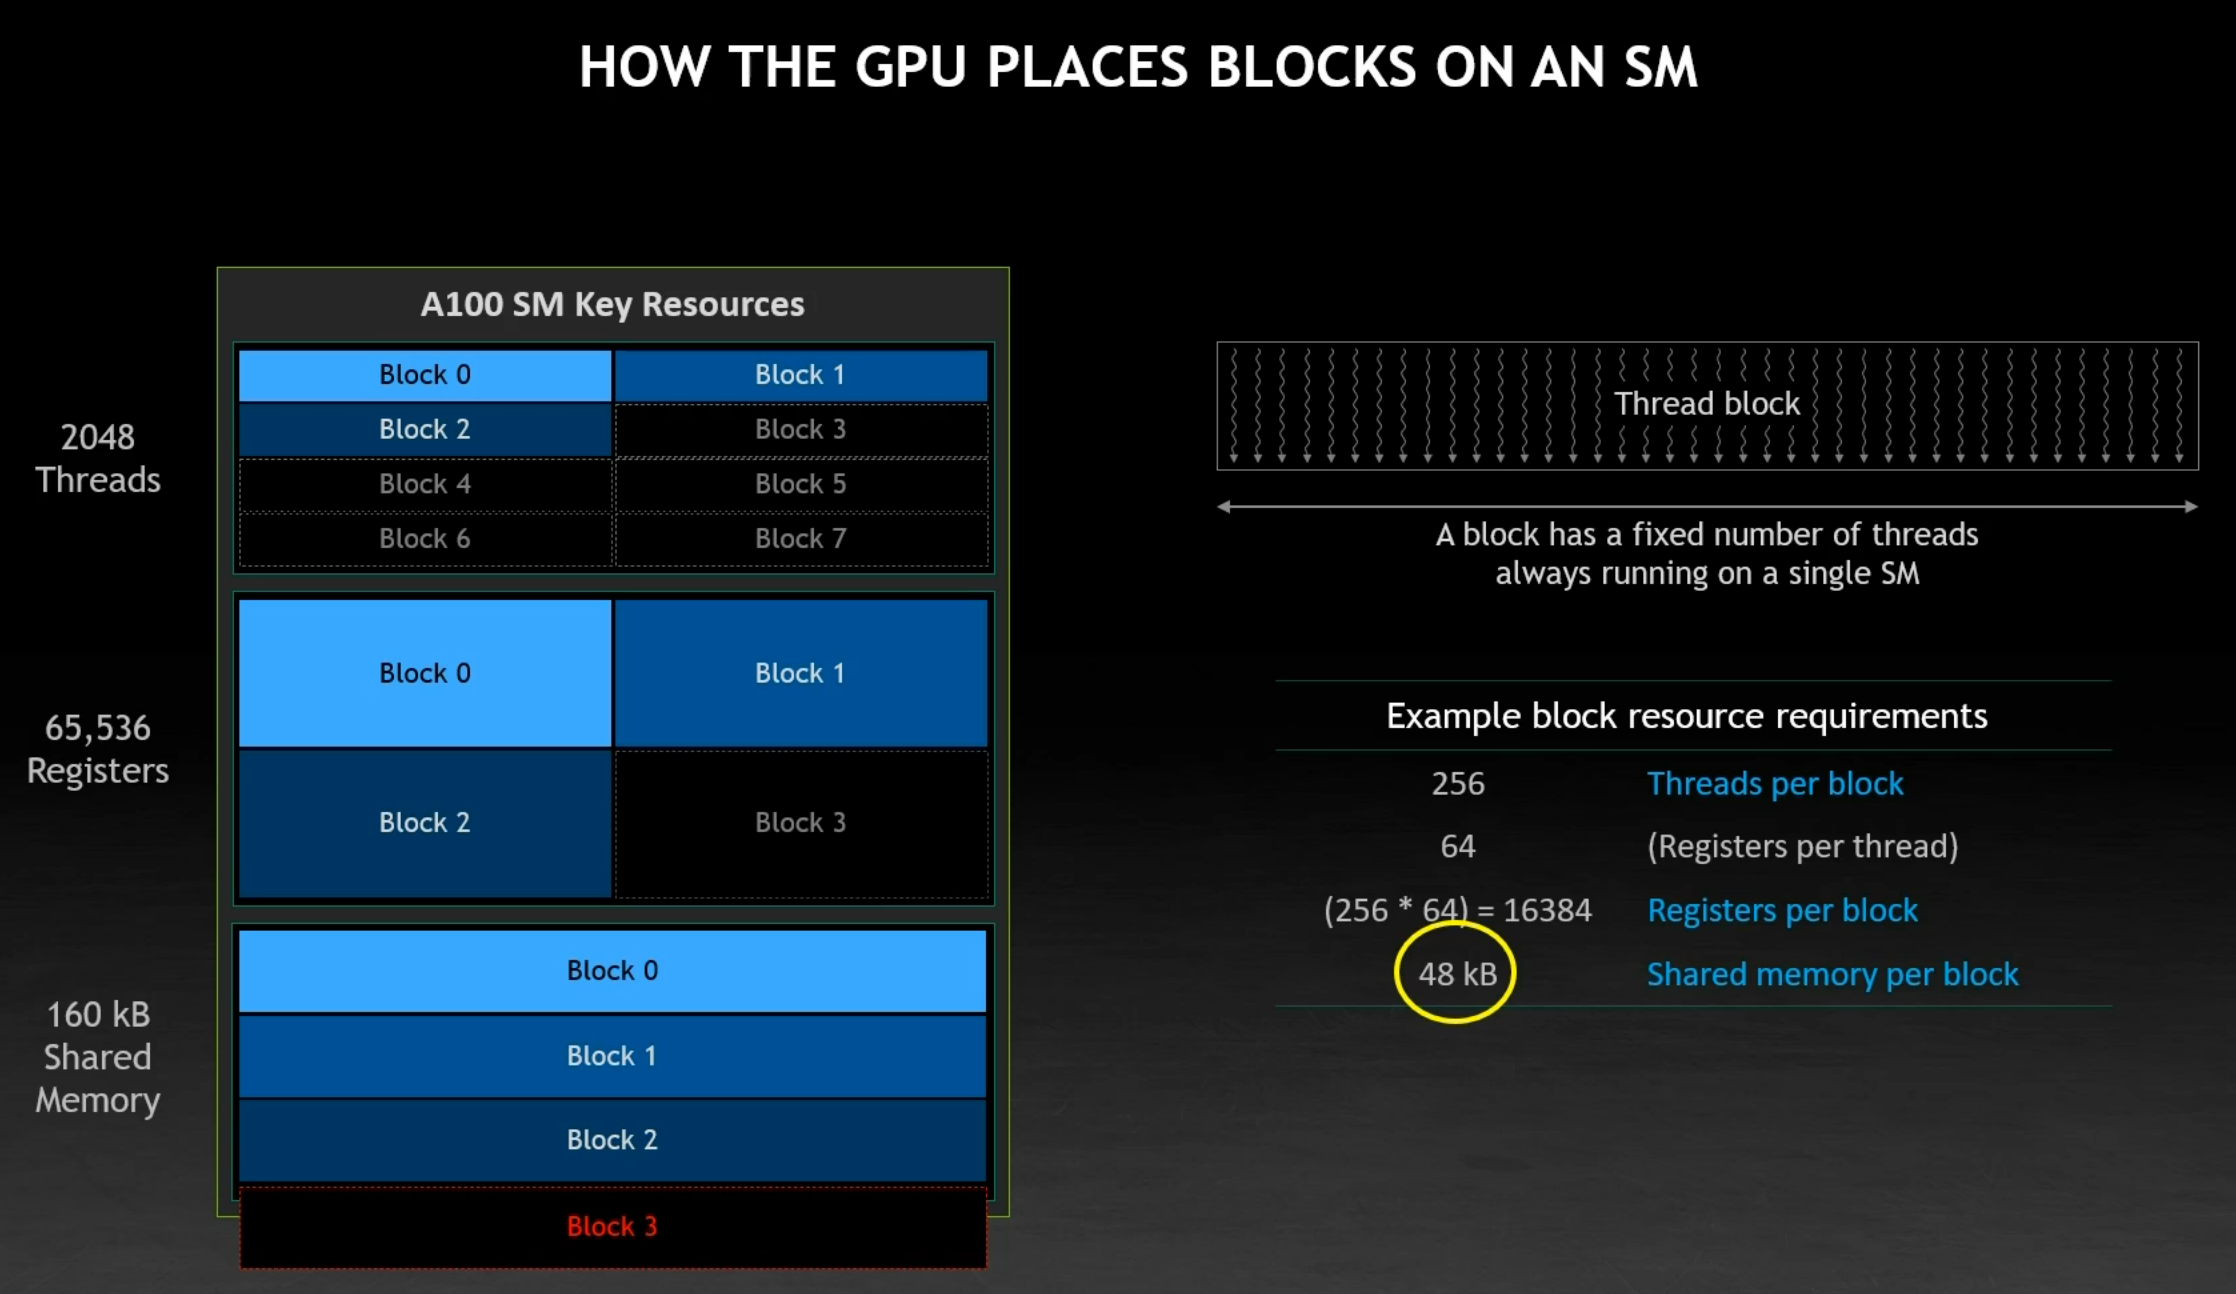 HOW THE GPU PLACES BLOCKS ON AN SM
A100 SM Key Resources
2048
Threads
Block 0
Block 1
Block 2
Block 3
Block 4
Block 5
Block 6
Block 7
65,536
Registers
Block 0
Block 1
Block 2
Block 3
160 kB
Shared
Memory
Block 0
Block 1
Block 2
Block 3
Thread block
A block has a fixed number of threads
always running on a single SM
Example block resource requirements
256 Threads per block
64 (Registers per thread)
(256 * 64) = 16384 Registers per block
48 kB Shared memory per block